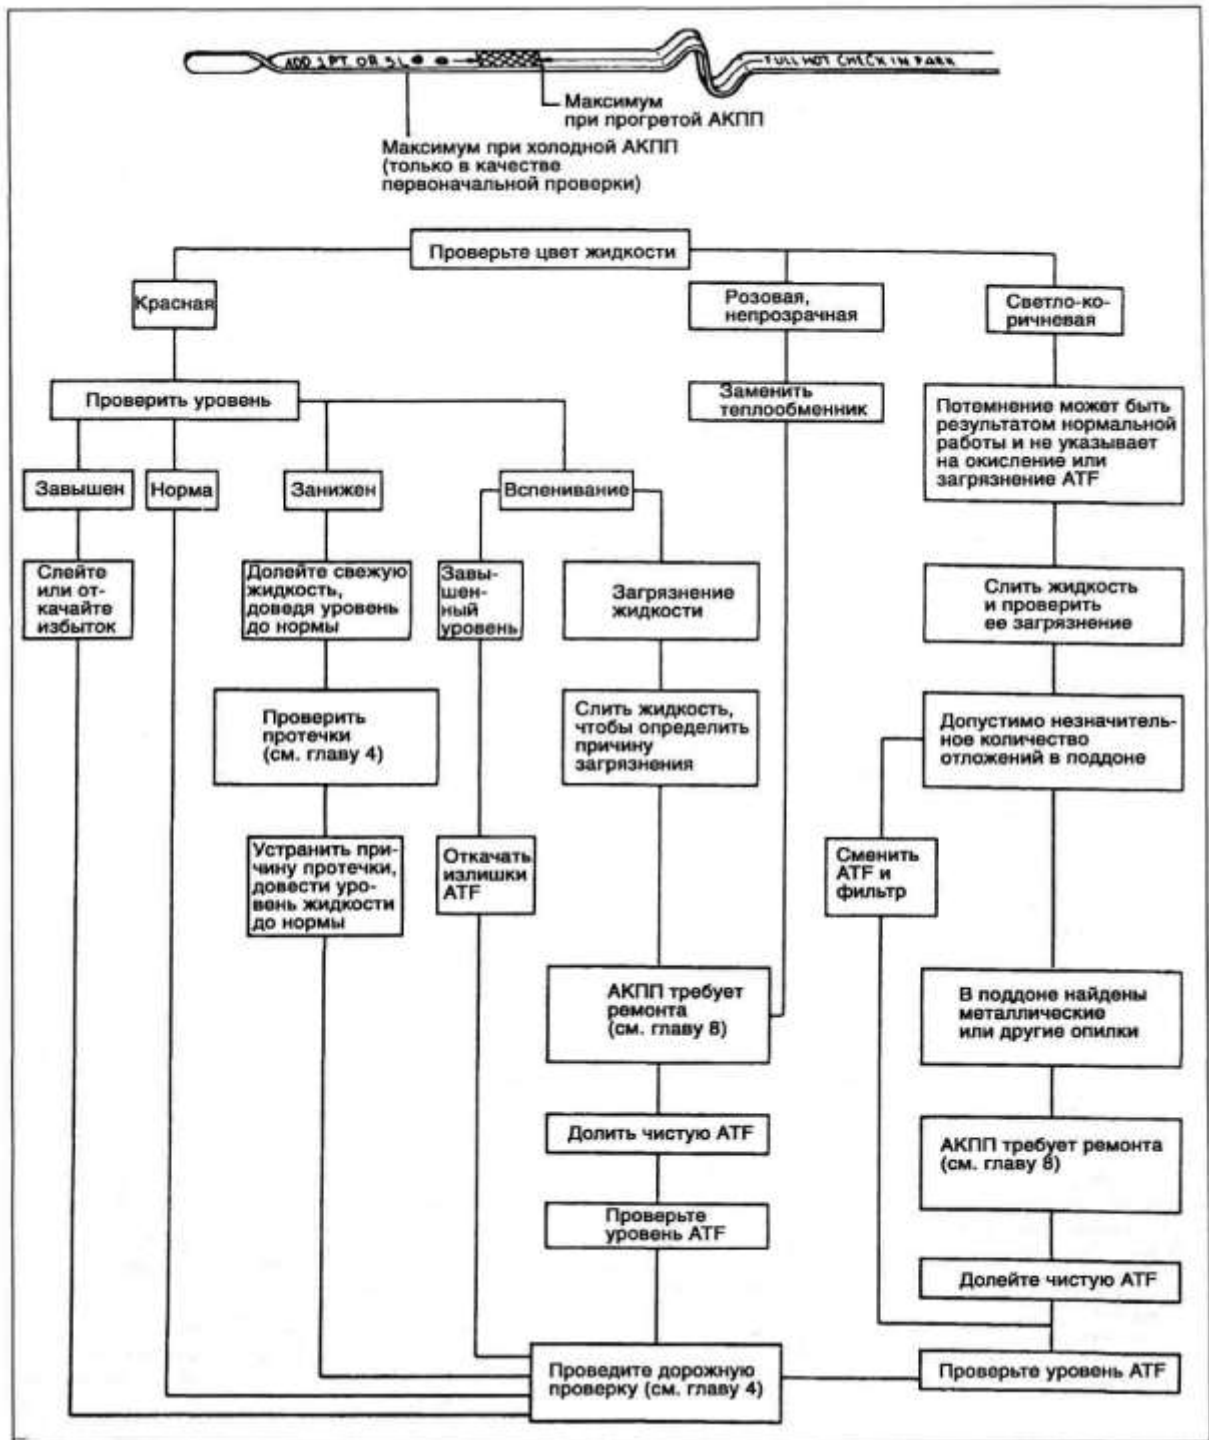 ADD 1 PT. OR .5 L
FULL HOT CHECK IN PARK
Максимум
при прогретой АКПП
Максимум при холодной АКПП
(только в качестве
первоначальной проверки)
Проверьте цвет жидкости
Красная
Розовая,
непрозрачная
Светло-ко-
ричневая
Проверить уровень
Заменить
теплообменник
Потемнение может быть
результатом нормальной
работы и не указывает
на окисление или
загрязнение ATF
Завышен
Норма
Занижен
Вспенивание
Слейте
или от-
качайте
избыток
Долейте свежую
жидкость,
доведя уровень
до нормы
Завы-
шен-
ный
уровень
Загрязнение
жидкости
Слить жидкость
и проверить
ее загрязнение
Проверить
протечки
(см. главу 4)
Слить жидкость,
чтобы определить
причину
загрязнения
Допустимо незначитель-
ное количество
отложений в поддоне
Устранить при-
чину протечки,
довести уро-
вень жидкости
до нормы
Откачать
излишки
ATF
Сменить
ATF и
фильтр
АКПП требует
ремонта
(см. главу 8)
В поддоне найдены
металлические
или другие опилки
Долить чистую ATF
АКПП требует ремонта
(см. главу 8)
Проверьте
уровень ATF
Долейте чистую ATF
Проведите дорожную
проверку (см. главу 4)
Проверьте уровень ATF